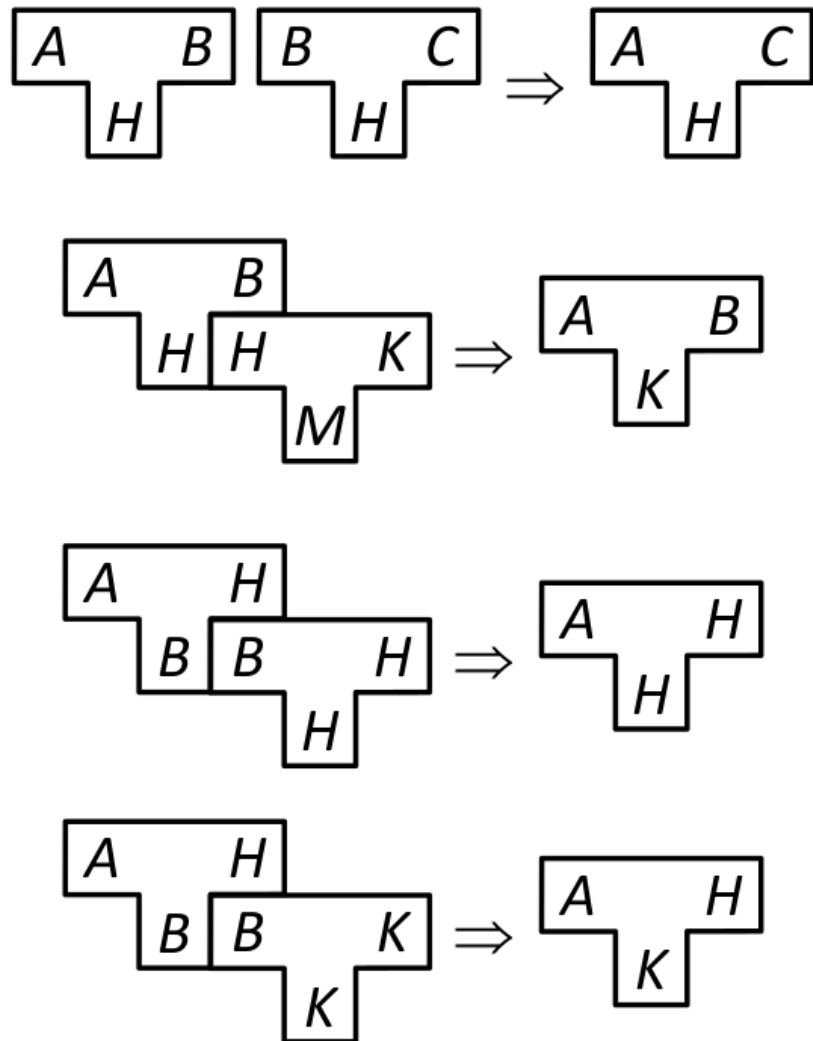 A B B C ⇒ A C
H H H
A B
H H K ⇒ A B
M K
A H
B B H ⇒ A H
H H
A H
B B K ⇒ A H
K K